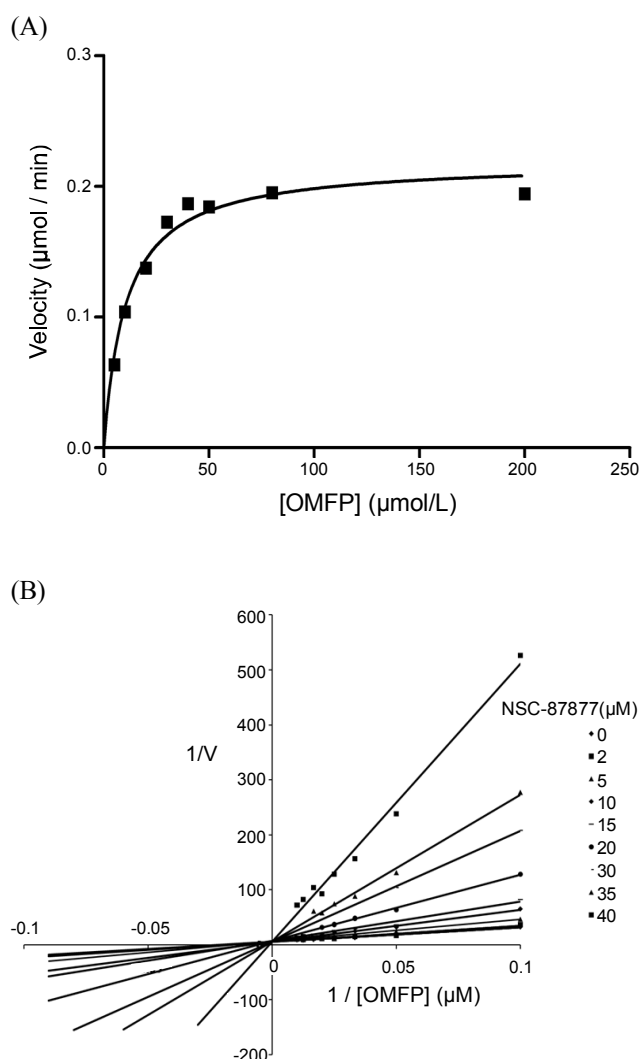 (A)
0.3
0.2
0.1
0.0
Velocity (µmol / min)
0 50 100 150 200 250
[OMFP] (µmol/L)
(B)
600
500
400
300
200
100
0
-100
-200
1/V
-0.1 -0.05 0.05 0.1
1 / [OMFP] (µM)
NSC-87877(µM)
0
2
5
10
15
20
30
35
40